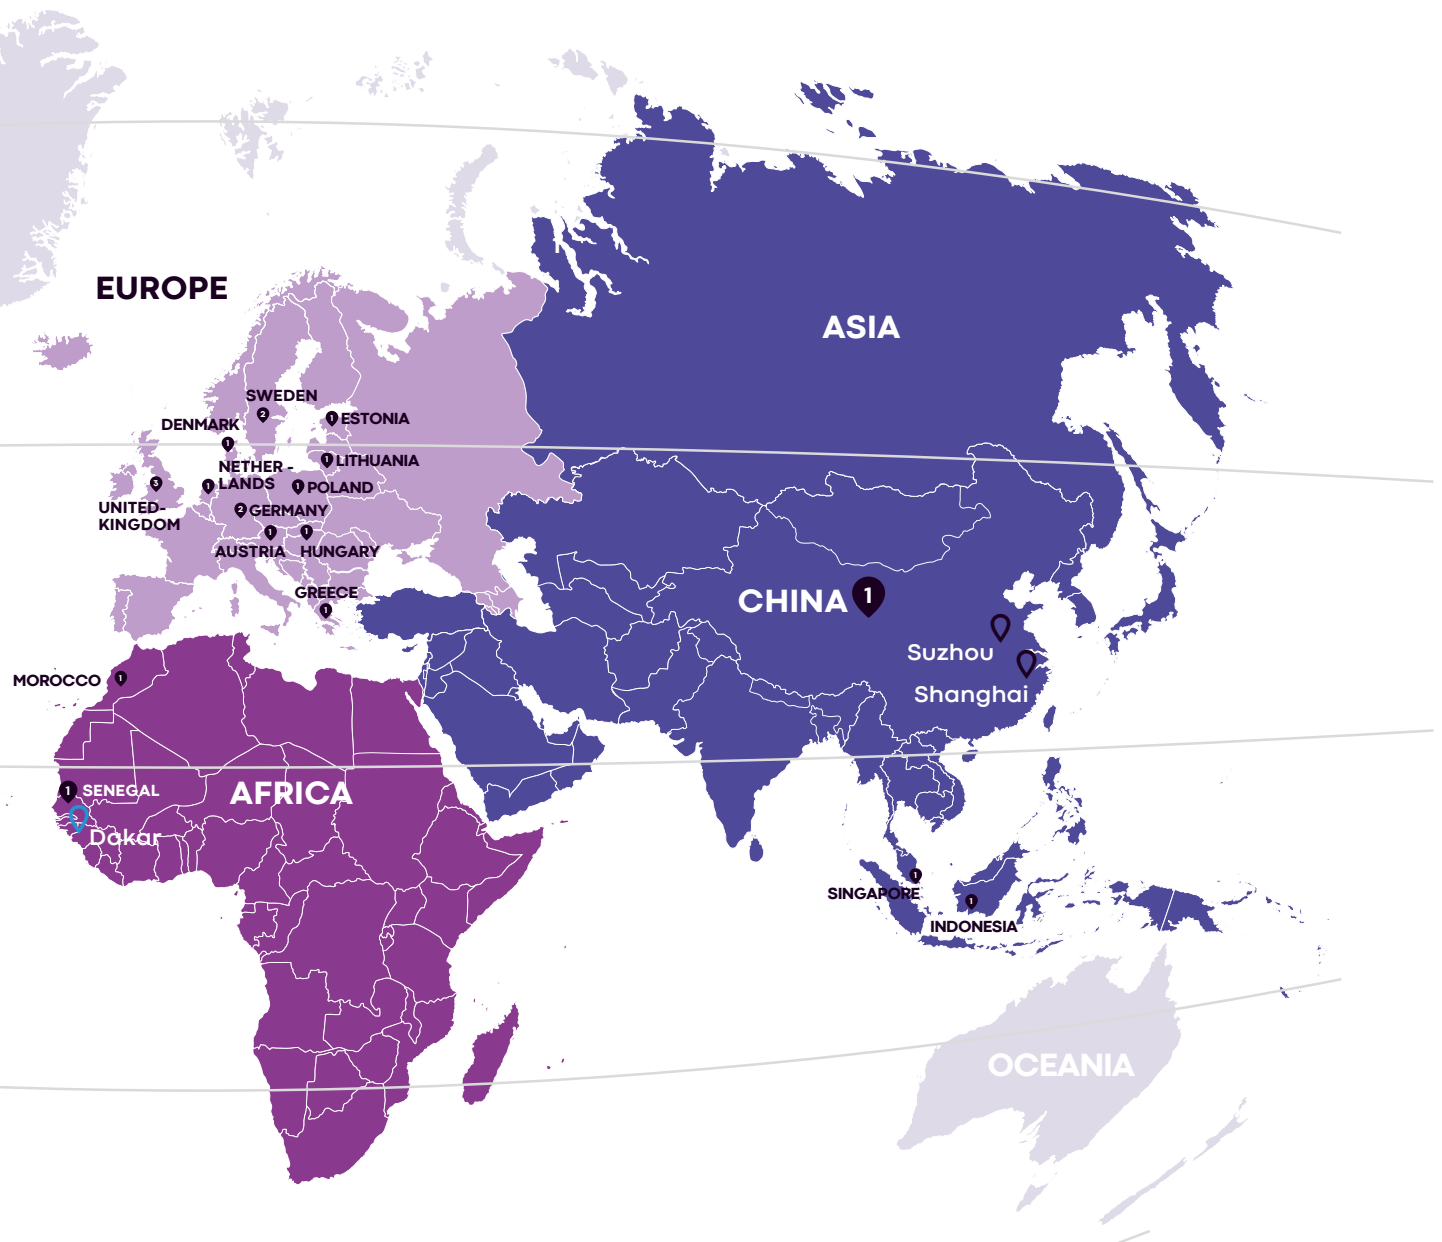 EUROPE
ASIA
SWEDEN
2
1 ESTONIA
DENMARK
1
1 LITHUANIA
NETHER -
1 LANDS
1 POLAND
3
UNITED-
KINGDOM
2 GERMANY
1
AUSTRIA
1
HUNGARY
GREECE
1
CHINA 1
Suzhou
Shanghai
MOROCCO 1
1 SENEGAL
AFRICA
Dakar
1
SINGAPORE
1
INDONESIA
OCEANIA